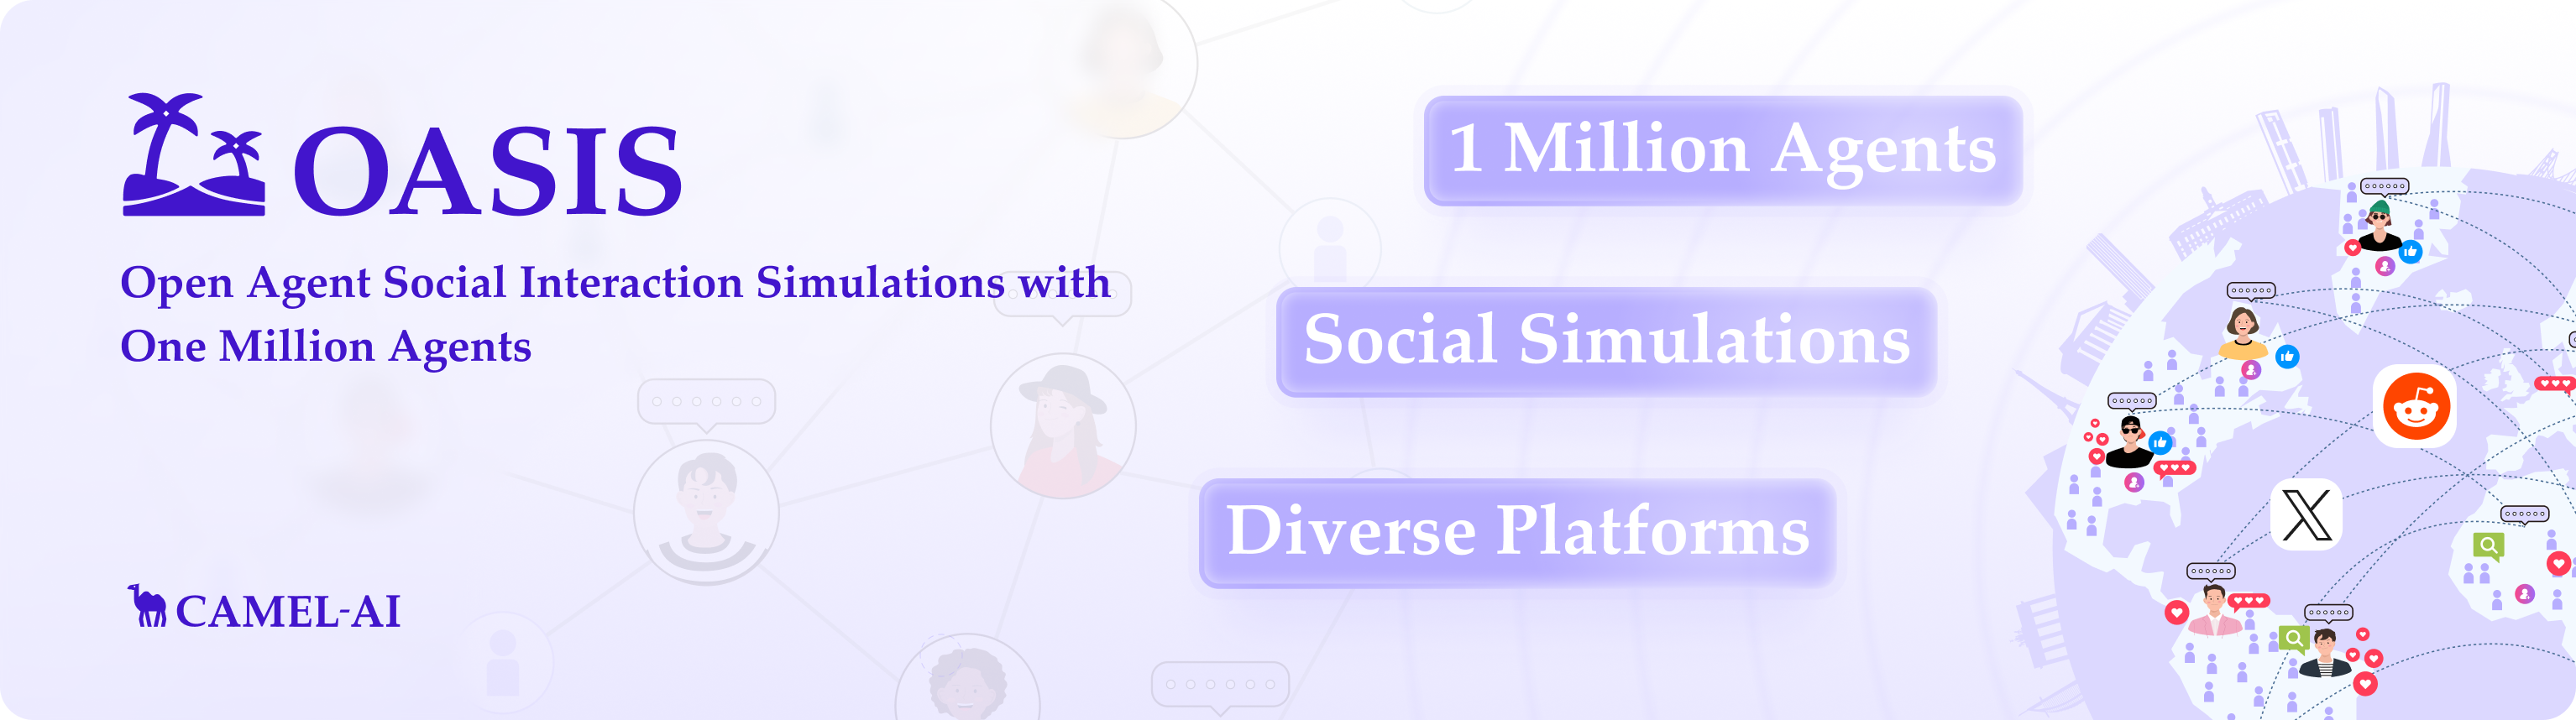 OASIS
Open Agent Social Interaction Simulations with
One Million Agents
CAMEL-AI
1 Million Agents
Social Simulations
Diverse Platforms